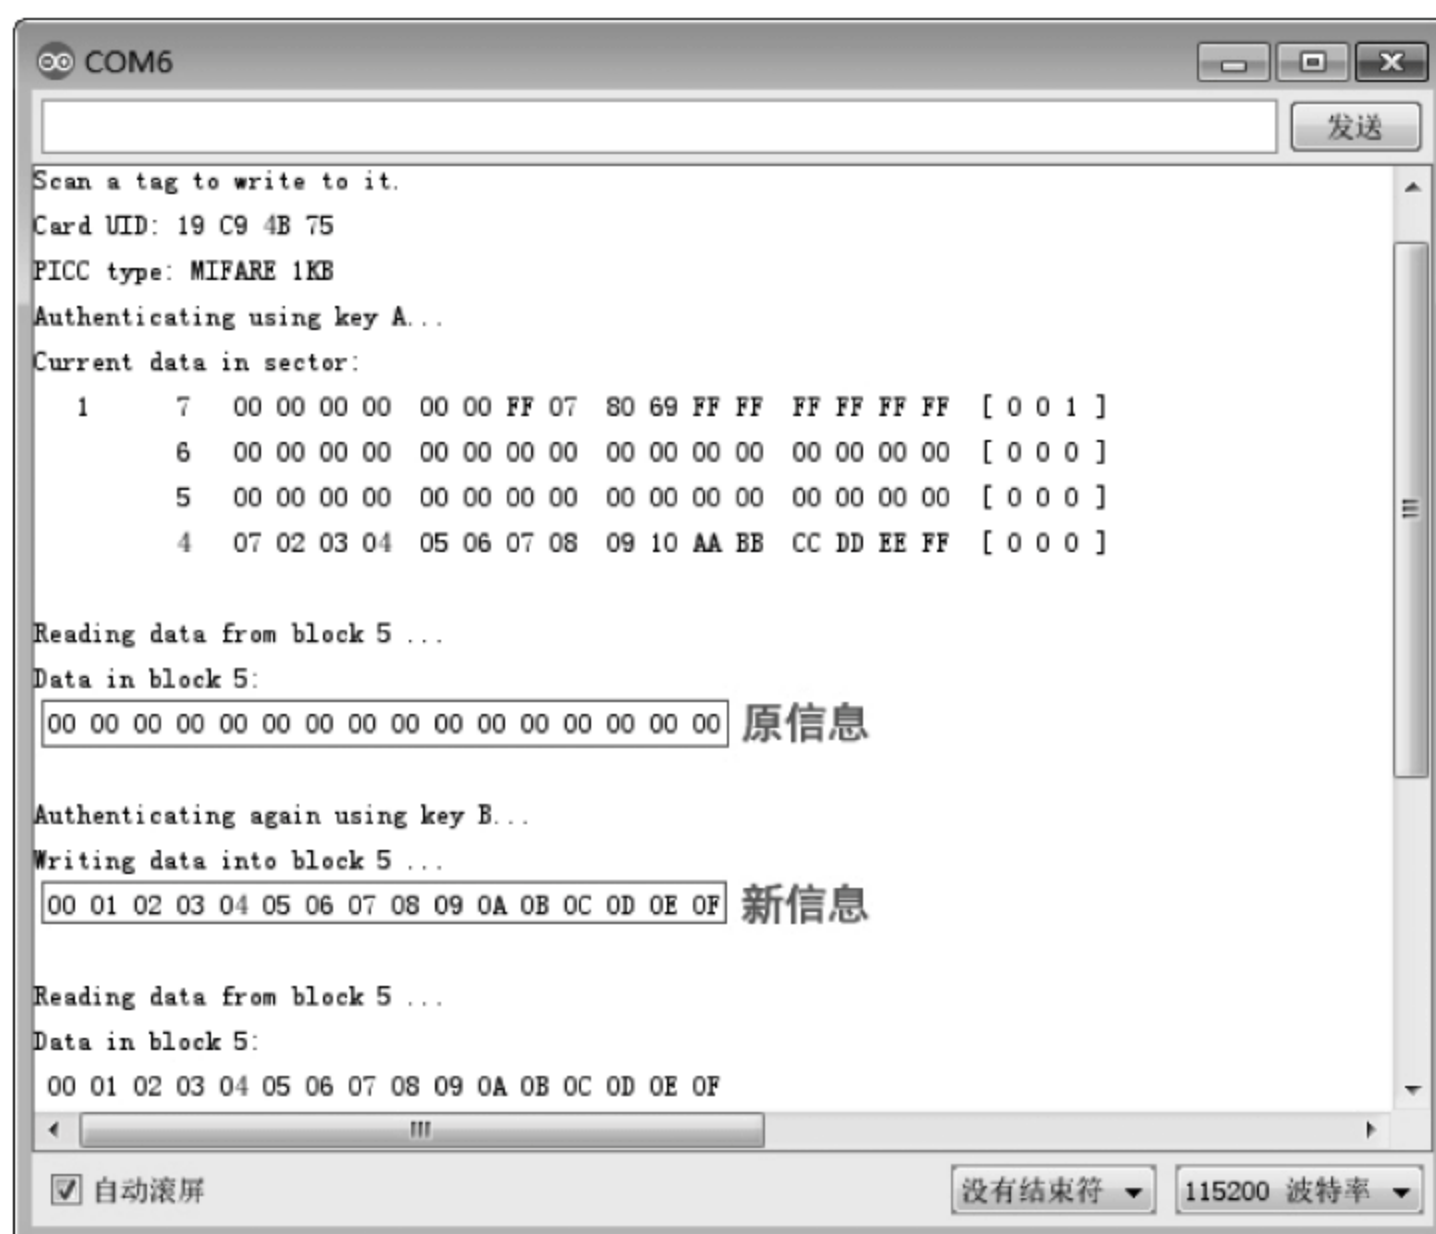 COM6
发送
Scan a tag to write to it.
Card UID: 19 C9 4B 75
PICC type: MIFARE 1KB
Authenticating using key A...
Current data in sector:
1 7 00 00 00 00 00 00 FF 07 80 69 FF FF FF FF FF FF [ 0 0 1 ]
6 00 00 00 00 00 00 00 00 00 00 00 00 00 00 00 00 [ 0 0 0 ]
5 00 00 00 00 00 00 00 00 00 00 00 00 00 00 00 00 [ 0 0 0 ]
4 07 02 03 04 05 06 07 08 09 10 AA BB CC DD EE FF [ 0 0 0 ]
Reading data from block 5 ...
Data in block 5:
00 00 00 00 00 00 00 00 00 00 00 00 00 00 00 00 原信息
Authenticating again using key B...
Writing data into block 5 ...
00 01 02 03 04 05 06 07 08 09 0A 0B 0C 0D 0E 0F 新信息
Reading data from block 5 ...
Data in block 5:
00 01 02 03 04 05 06 07 08 09 0A 0B 0C 0D 0E 0F
自动滚屏 没有结束符 115200 波特率